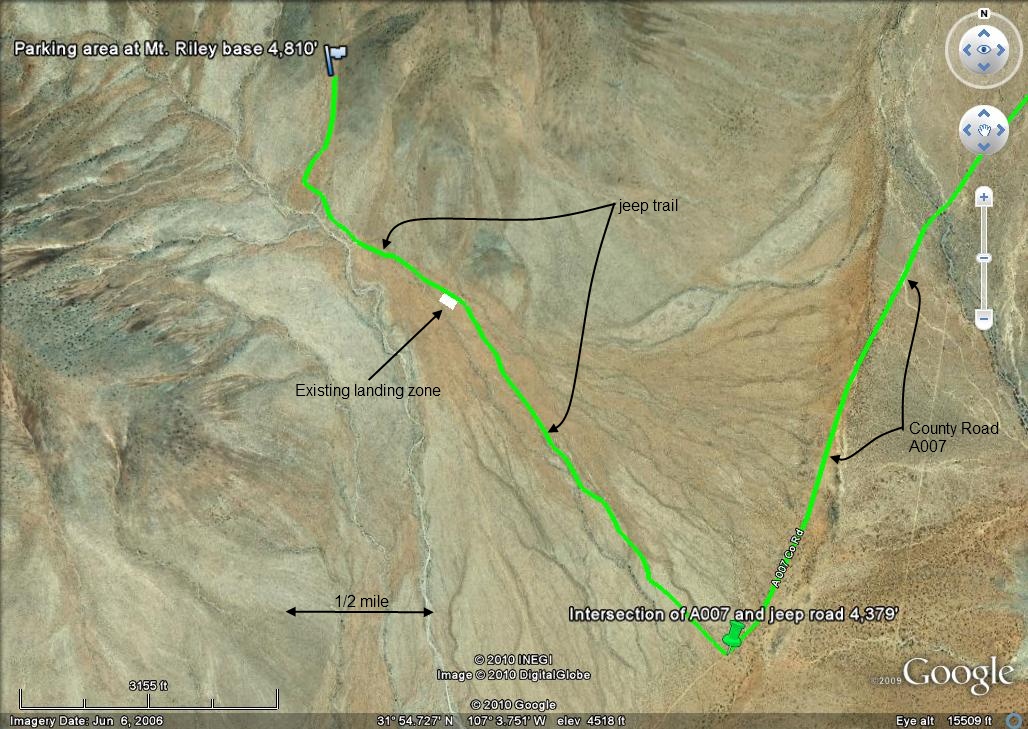 N
Parking area at Mt. Riley base 4,810'
jeep trail
Existing landing zone
County Road
A007
A 007 Co Rd
1/2 mile
Intersection of A007 and jeep road 4,379'
© 2010 INEGI
Image © 2010 DigitalGlobe
© 2010 Google
©2009 Google
3155 ft
Imagery Date: Jun 6, 2006
31° 54.727' N 107° 3.751' W elev 4518 ft
Eye alt 15509 ft